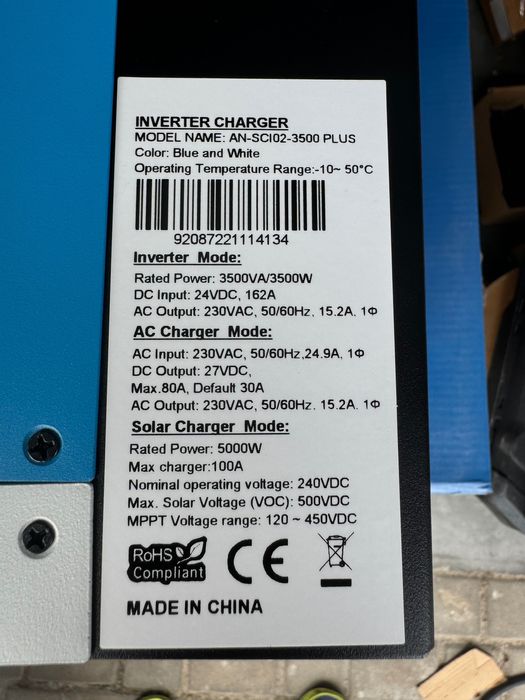 INVERTER CHARGER
MODEL NAME: AN-SCI02-3500 PLUS
Color: Blue and White
Operating Temperature Range:-10~ 50°C
92087221114134
Inverter Mode:
Rated Power: 3500VA/3500W
DC Input: 24VDC, 162A
AC Output: 230VAC, 50/60Hz. 15.2A. 1Φ
AC Charger Mode:
AC Input: 230VAC, 50/60Hz,24.9A, 1Φ
DC Output: 27VDC,
Max.80A, Default 30A
AC Output: 230VAC, 50/60Hz. 15.2A. 1Φ
Solar Charger Mode:
Rated Power: 5000W
Max charger:100A
Nominal operating voltage: 240VDC
Max. Solar Voltage (VOC): 500VDC
MPPT Voltage range: 120 ~ 450VDC
RoHS
Compliant
CE
MADE IN CHINA